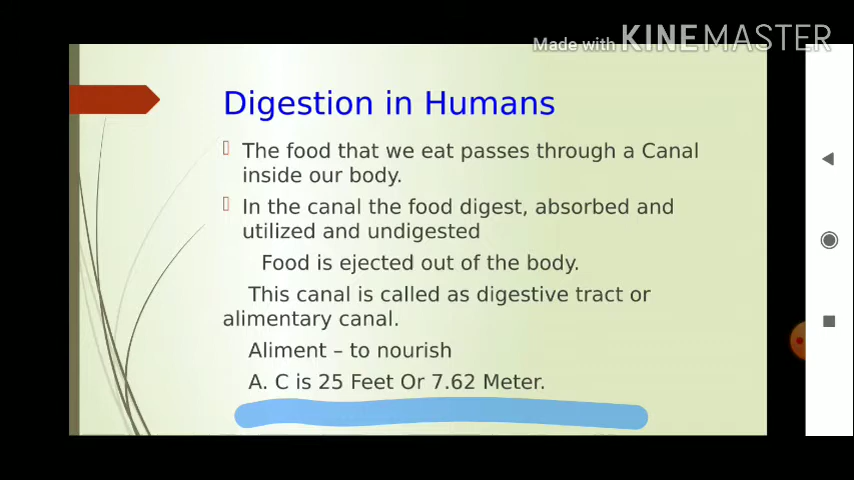 Made with KINEMASTER
Digestion in Humans
The food that we eat passes through a Canal
inside our body.
In the canal the food digest, absorbed and
utilized and undigested
Food is ejected out of the body.
This canal is called as digestive tract or
alimentary canal.
Aliment – to nourish
A. C is 25 Feet Or 7.62 Meter.